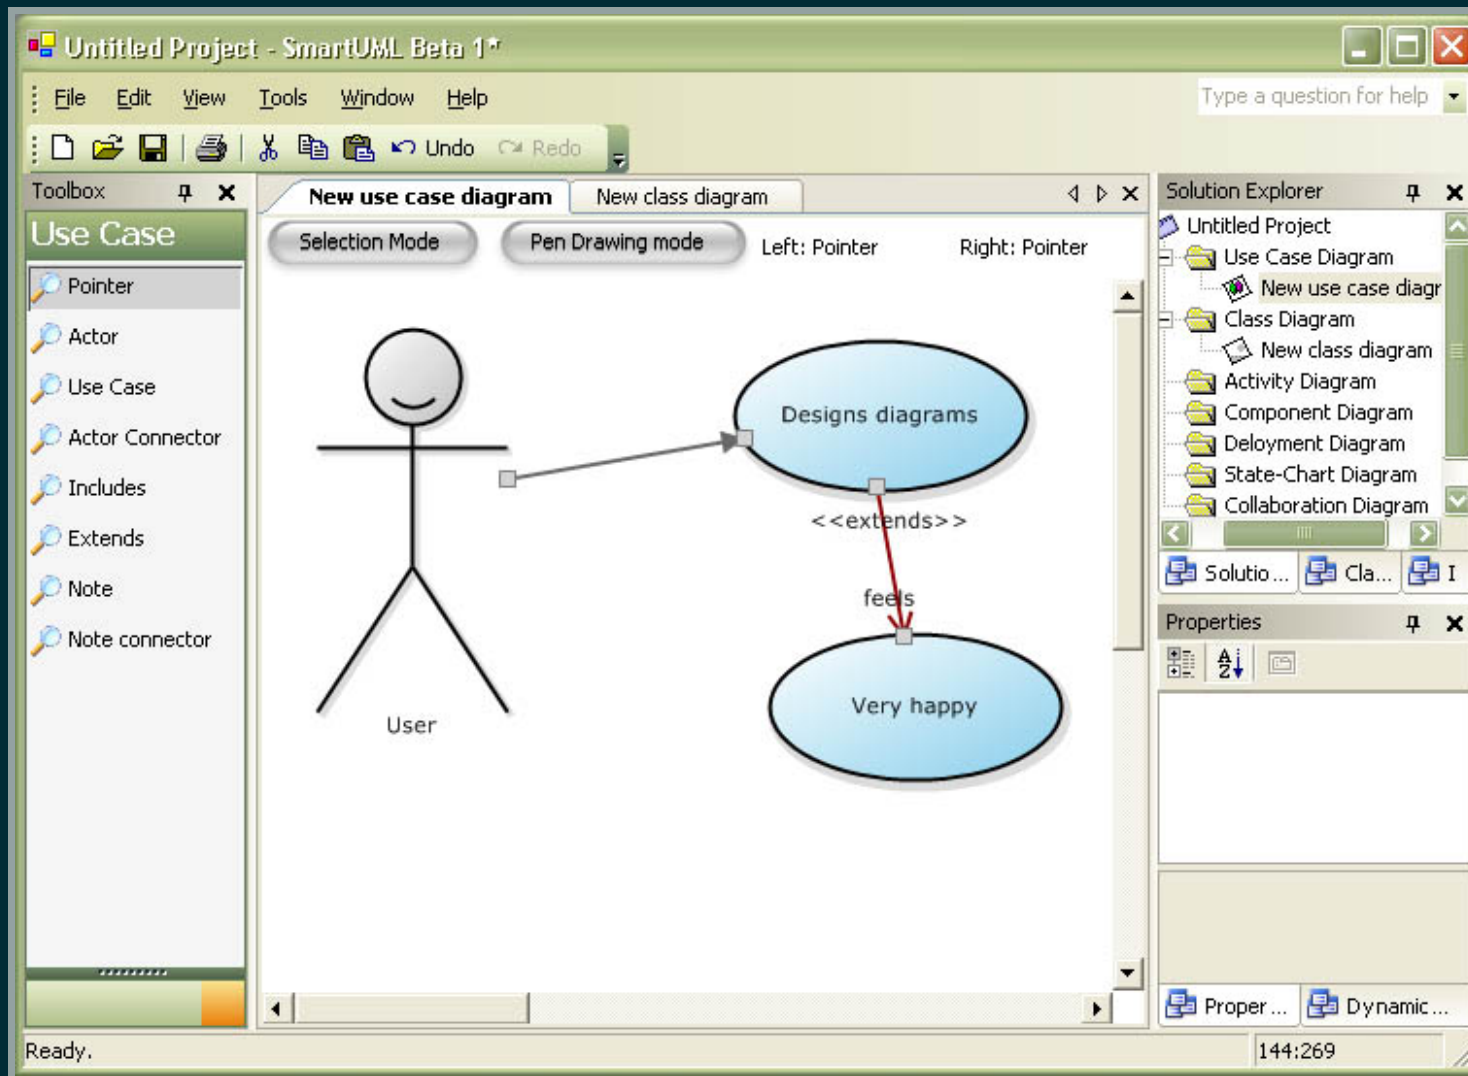 Untitled Project - SmartUML Beta 1*
File Edit View Tools Window Help
Type a question for help
Undo Redo
Toolbox
Use Case
Pointer
Actor
Use Case
Actor Connector
Includes
Extends
Note
Note connector
New use case diagram New class diagram
Selection Mode Pen Drawing mode Left: Pointer Right: Pointer
Designs diagrams
<<extends>>
feels
Very happy
User
Solution Explorer
Untitled Project
Use Case Diagram
New use case diagr
Class Diagram
New class diagram
Activity Diagram
Component Diagram
Deloyment Diagram
State-Chart Diagram
Collaboration Diagram
Solutio... Cla... I
Properties
Proper... Dynamic...
Ready. 144:269